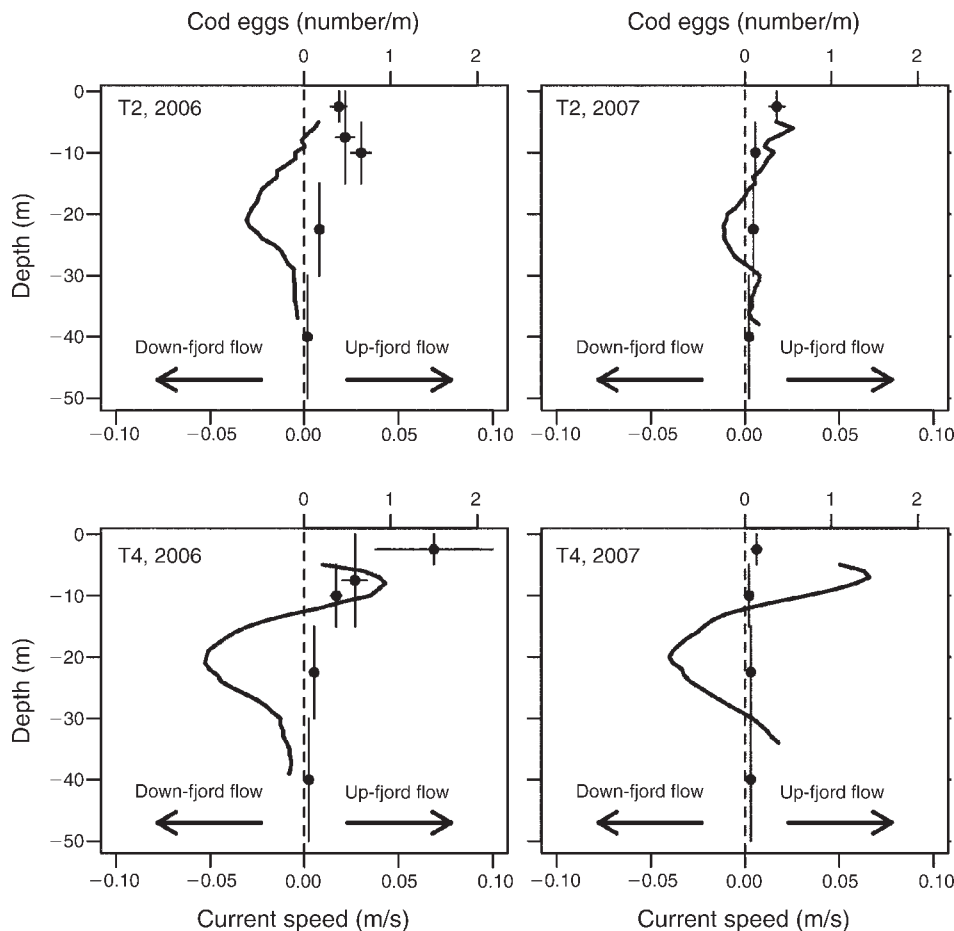 Cod eggs (number/m) Cod eggs (number/m)
0 1 2 0 1 2
T2, 2006 T2, 2007
Depth (m)
0
−10
−20
−30
−40
−50
Down-fjord flow Up-fjord flow Down-fjord flow Up-fjord flow
−0.10 −0.05 0.00 0.05 0.10 −0.10 −0.05 0.00 0.05 0.10
0 1 2 0 1 2
T4, 2006 T4, 2007
Depth (m)
0
−10
−20
−30
−40
−50
Down-fjord flow Up-fjord flow Down-fjord flow Up-fjord flow
−0.10 −0.05 0.00 0.05 0.10 −0.10 −0.05 0.00 0.05 0.10
Current speed (m/s) Current speed (m/s)